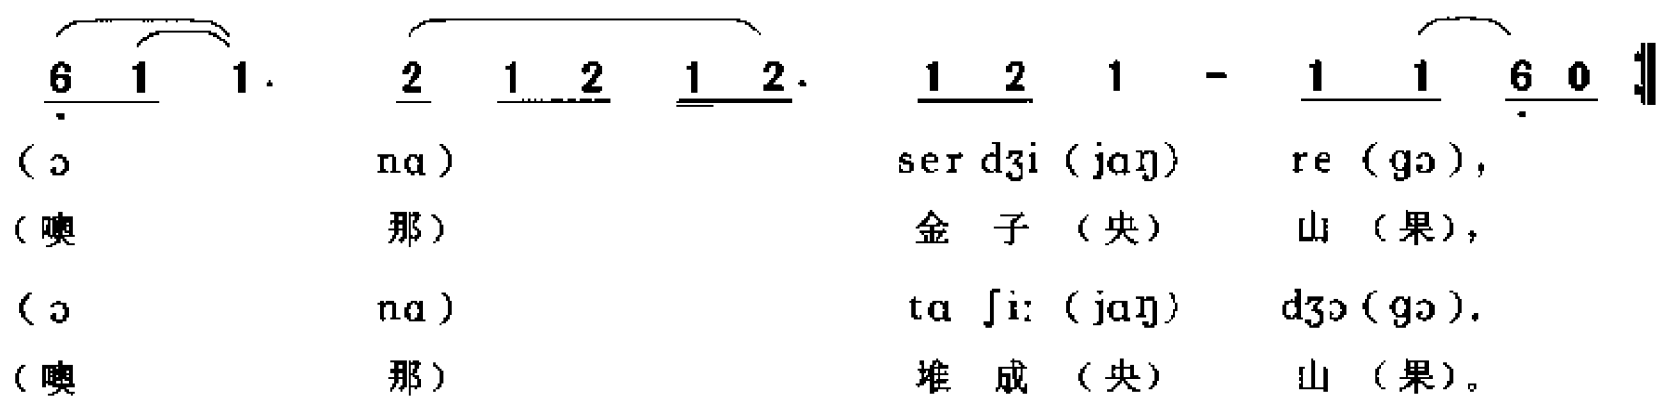 6 1 1. 2 1 2 1 2. 1 2 1 - 1 1 6 0
(ɔ nɑ) ser dʒi (jɑŋ) re (gɔ),
(噢 那) 金 子 (央) 山 (果),
(ɔ nɑ) tɑ ʃiː (jɑŋ) dʒɔ (gɔ).
(噢 那) 堆 成 (央) 山 (果)。